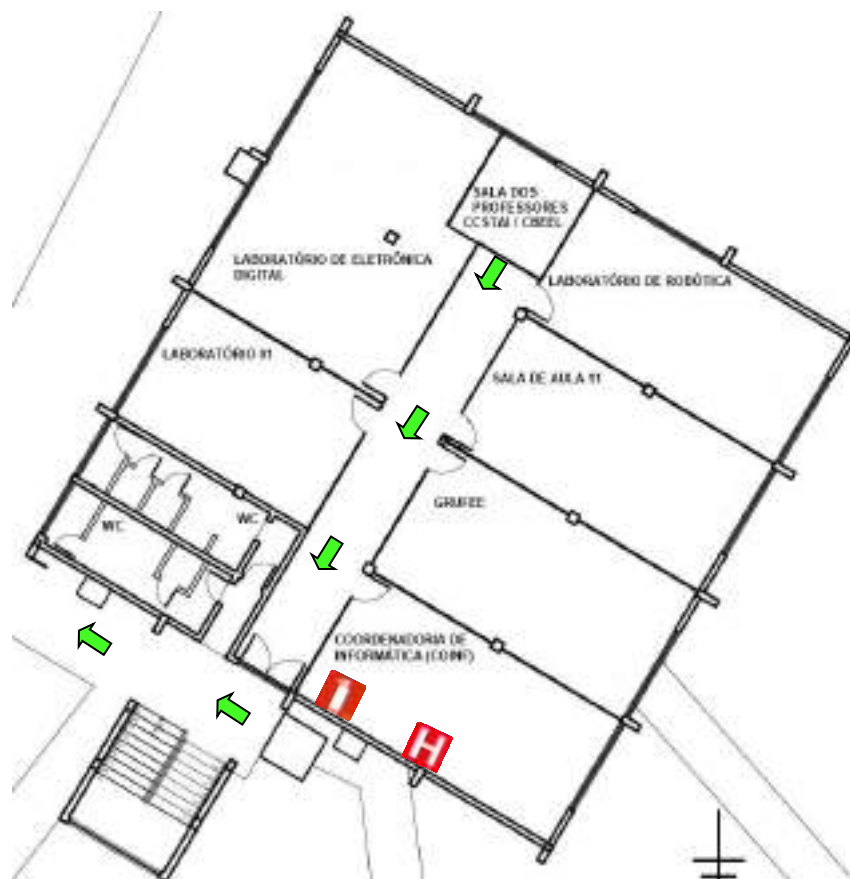 SALA DOS
PROFESSORES
CCSTAI / CBEEL
LABORATÓRIO DE ELETRÔNICA
DIGITAL
LABORATÓRIO DE ROBÓTICA
LABORATÓRIO 01
SALA DE AULA 11
GRUFEE
WC
WC
COORDENADORIA DE
INFORMÁTICA (COINF)
H